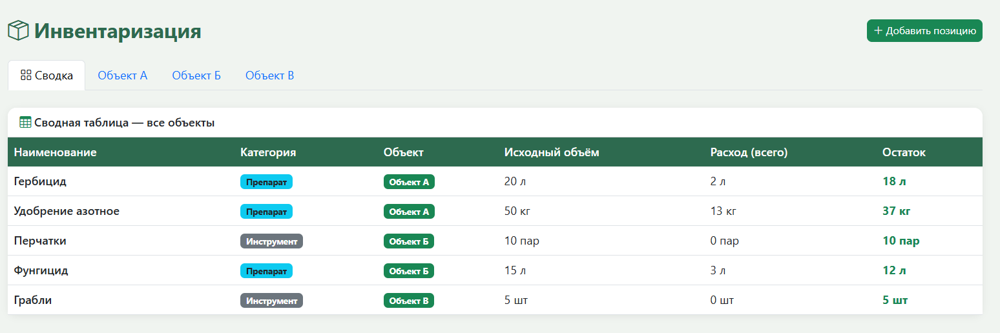 Инвентаризация
+ Добавить позицию
Сводка Объект А Объект Б Объект В
Сводная таблица — все объекты
Наименование Категория Объект Исходный объём Расход (всего) Остаток
Гербицид Препарат Объект А 20 л 2 л 18 л
Удобрение азотное Препарат Объект А 50 кг 13 кг 37 кг
Перчатки Инструмент Объект Б 10 пар 0 пар 10 пар
Фунгицид Препарат Объект Б 15 л 3 л 12 л
Грабли Инструмент Объект В 5 шт 0 шт 5 шт